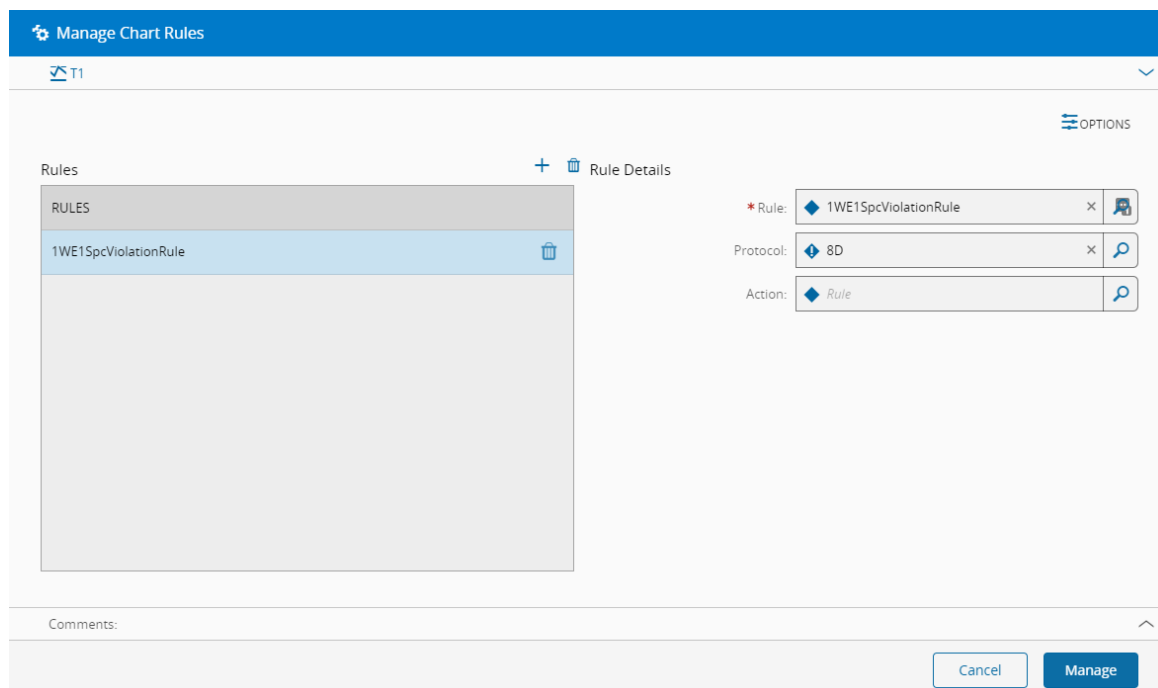 Manage Chart Rules
T1
OPTIONS
Rules
Rule Details
RULES
1WE1SpcViolationRule
* Rule: 1WE1SpcViolationRule
Protocol: 8D
Action: Rule
Comments:
Cancel Manage